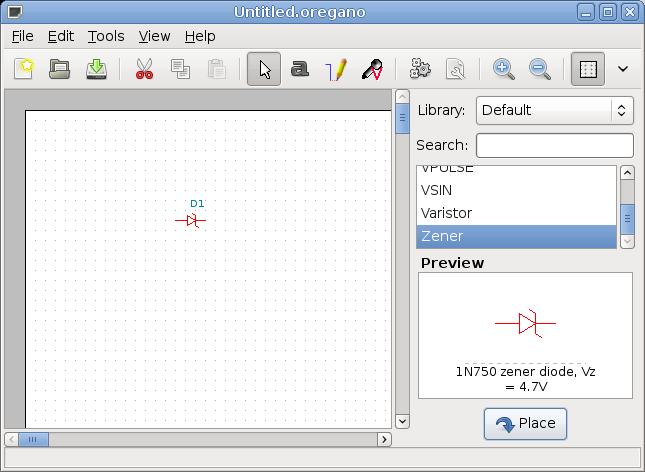 Untitled.oregano
File Edit Tools View Help
a
Library: Default
Search:
D1
VPULSE
VSIN
Varistor
Zener
Preview
1N750 zener diode, Vz
= 4.7V
Place